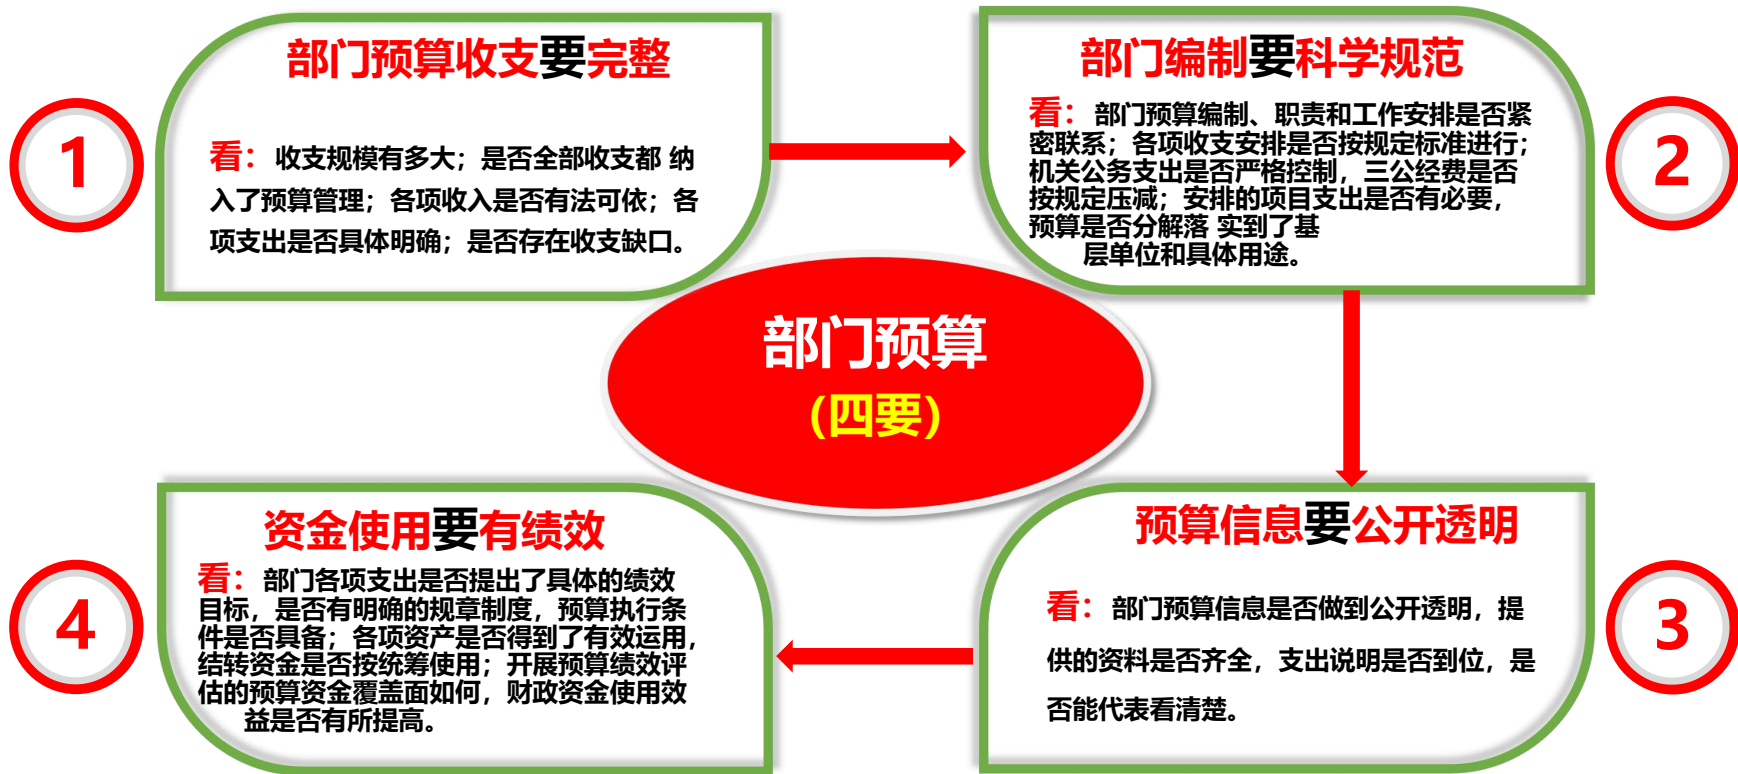 1
部门预算收支要完整
看：收支规模有多大；是否全部收支都 纳
入了预算管理；各项收入是否有法可依；各
项支出是否具体明确；是否存在收支缺口。
部门编制要科学规范
看：部门预算编制、职责和工作安排是否紧
密联系；各项收支安排是否按规定标准进行；
机关公务支出是否严格控制，三公经费是否
按规定压减；安排的项目支出是否有必要，
预算是否分解落 实到了基
层单位和具体用途。
2
部门预算
（四要）
预算信息要公开透明
看：部门预算信息是否做到公开透明，提
供的资料是否齐全，支出说明是否到位，是
否能代表看清楚。
3
4
资金使用要有绩效
看：部门各项支出是否提出了具体的绩效
目标，是否有明确的规章制度，预算执行条
件是否具备；各项资产是否得到了有效运用，
结转资金是否按统筹使用；开展预算绩效评
估的预算资金覆盖面如何，财政资金使用效
益是否有所提高。